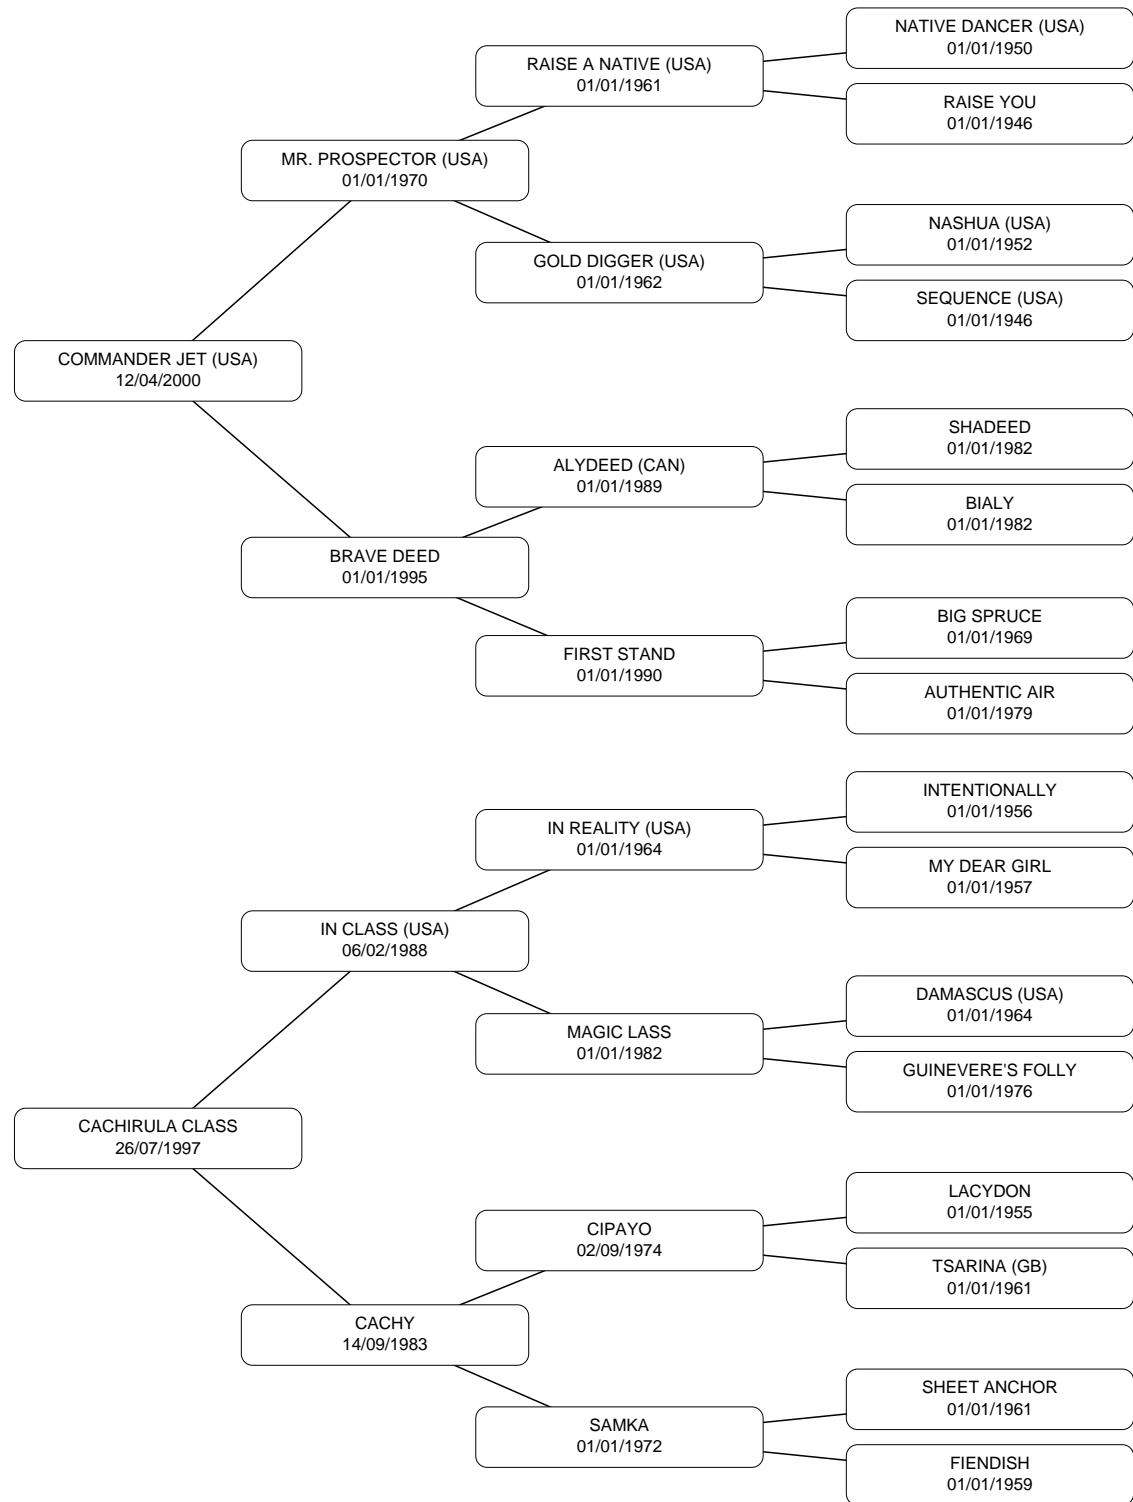 NATIVE DANCER (USA)
01/01/1950
RAISE A NATIVE (USA)
01/01/1961
RAISE YOU
01/01/1946
MR. PROSPECTOR (USA)
01/01/1970
NASHUA (USA)
01/01/1952
GOLD DIGGER (USA)
01/01/1962
SEQUENCE (USA)
01/01/1946
COMMANDER JET (USA)
12/04/2000
SHADEED
01/01/1982
ALYDEED (CAN)
01/01/1989
BIALY
01/01/1982
BRAVE DEED
01/01/1995
BIG SPRUCE
01/01/1969
FIRST STAND
01/01/1990
AUTHENTIC AIR
01/01/1979
INTENTIONALLY
01/01/1956
IN REALITY (USA)
01/01/1964
MY DEAR GIRL
01/01/1957
IN CLASS (USA)
06/02/1988
DAMASCUS (USA)
01/01/1964
MAGIC LASS
01/01/1982
GUINEVERE'S FOLLY
01/01/1976
CACHIRULA CLASS
26/07/1997
LACYDON
01/01/1955
CIPAYO
02/09/1974
TSARINA (GB)
01/01/1961
CACHY
14/09/1983
SHEET ANCHOR
01/01/1961
SAMKA
01/01/1972
FIENDISH
01/01/1959